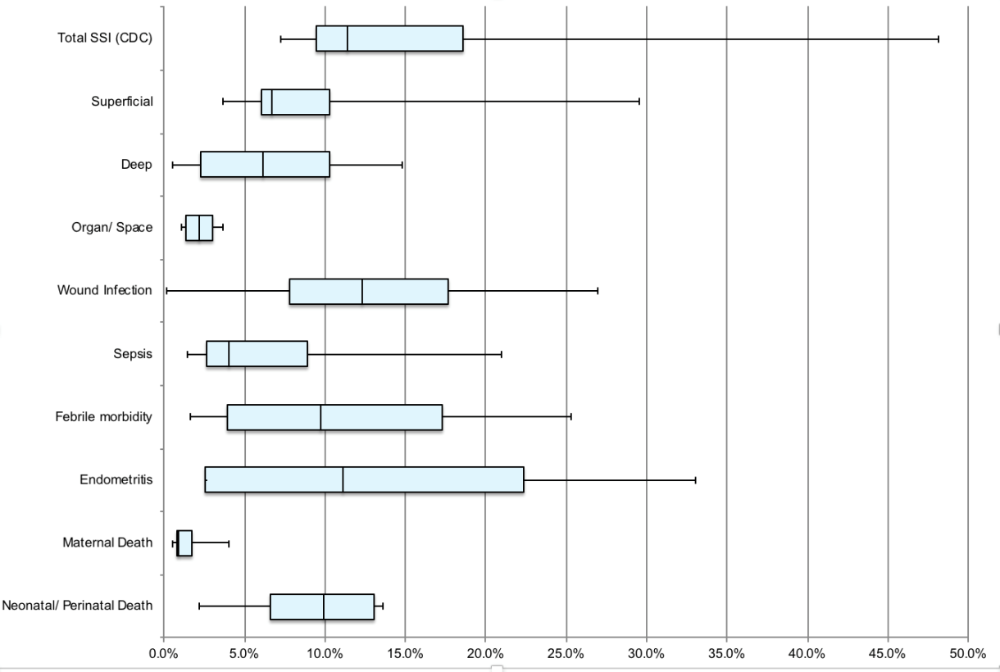 Total SSI (CDC)
Superficial
Deep
Organ/ Space
Wound Infection
Sepsis
Febrile morbidity
Endometritis
Maternal Death
Neonatal/ Perinatal Death
0.0% 5.0% 10.0% 15.0% 20.0% 25.0% 30.0% 35.0% 40.0% 45.0% 50.0%